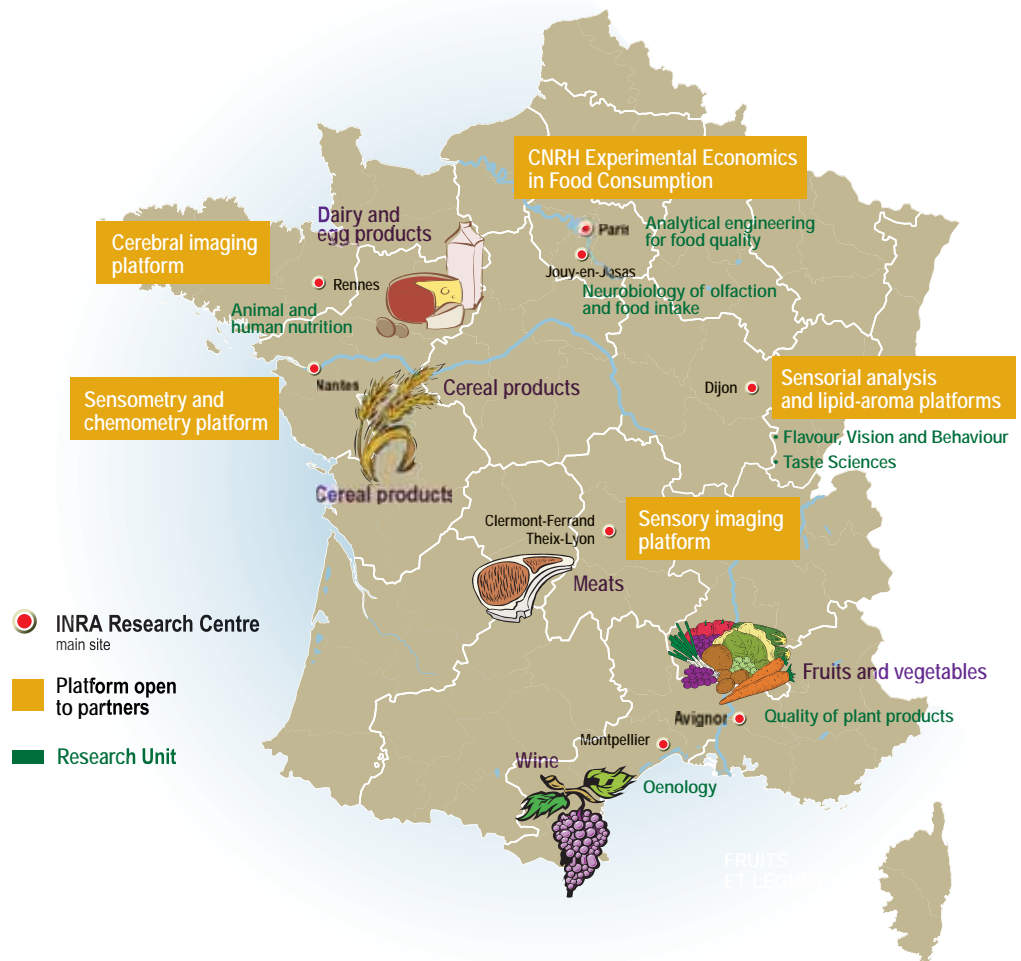 CNRH Experimental Economics
in Food Consumption
Dairy and
egg products
Cerebral imaging
platform
Paris
Analytical engineering
for food quality
Jouy-en-Josas
Rennes
Neurobiology of olfaction
and food intake
Animal and
human nutrition
Nantes
Cereal products
Sensometry and
chemometry platform
Dijon
Sensorial analysis
and lipid-aroma platforms
• Flavour, Vision and Behaviour
• Taste Sciences
Cereal products
Clermont-Ferrand
Theix-Lyon
Sensory imaging
platform
Meats
INRA Research Centre
main site
Platform open
to partners
Research Unit
Fruits and vegetables
Avignon
Quality of plant products
Montpellier
Wine
Oenology
FRUITS
ET